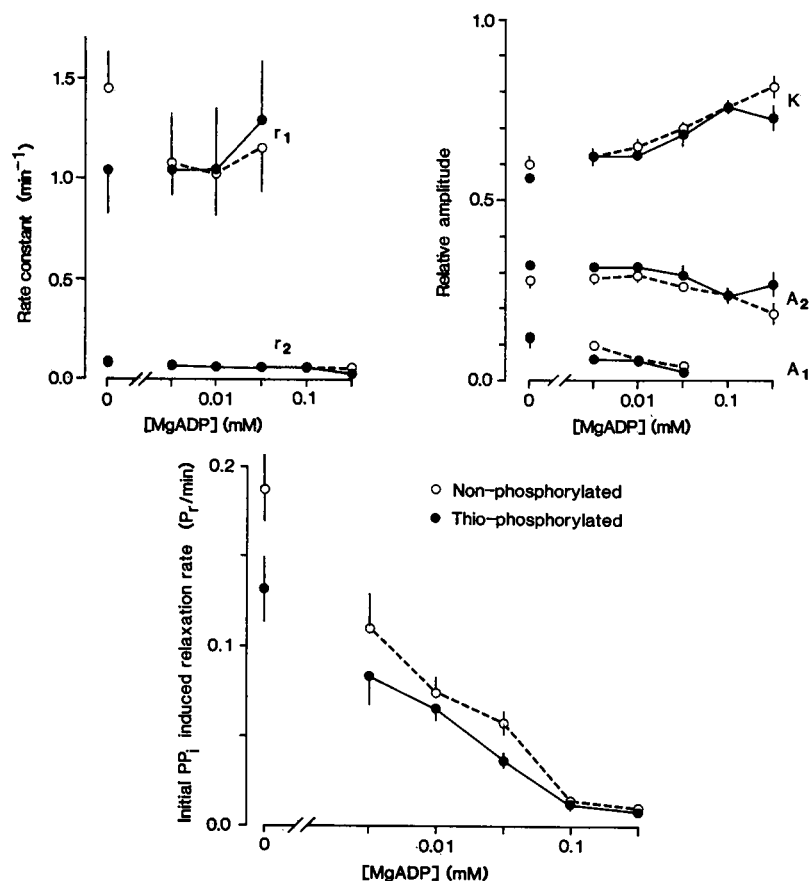 Rate constant (min⁻¹)
1.5
1.0
0.5
0.0
r₁
r₂
0
0.01
0.1
[MgADP] (mM)
Relative amplitude
1.0
0.5
0.0
K
A₂
A₁
0
0.01
0.1
[MgADP] (mM)
Initial PPᵢ induced relaxation rate (Pᵣ/min)
0.2
0.1
0.0
Non-phosphorylated
Thio-phosphorylated
0
0.01
0.1
[MgADP] (mM)